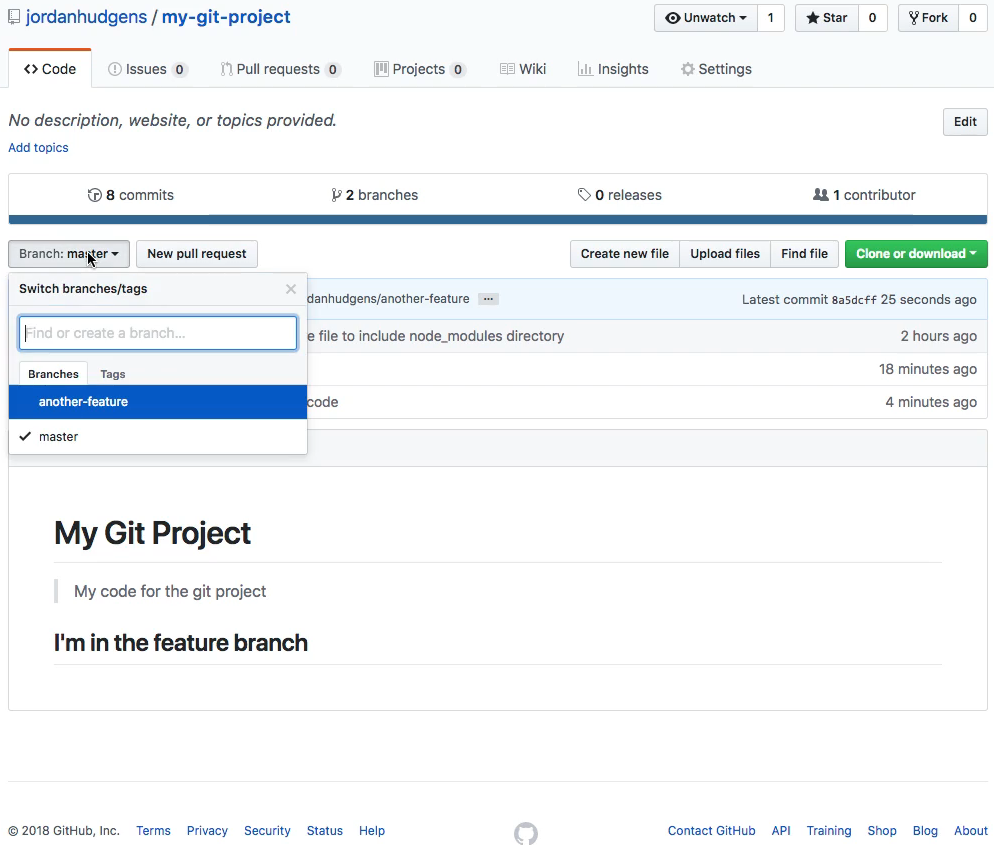 jordanhudgens / my-git-project
Unwatch 1 Star 0 Fork 0
Code Issues 0 Pull requests 0 Projects 0 Wiki Insights Settings
No description, website, or topics provided.
Edit
Add topics
8 commits 2 branches 0 releases 1 contributor
Branch: master New pull request Create new file Upload files Find file Clone or download
Switch branches/tags
danhudgens/another-feature ... Latest commit 8a5dcff 25 seconds ago
Find or create a branch...
e file to include node_modules directory 2 hours ago
Branches Tags
18 minutes ago
another-feature
code 4 minutes ago
master
My Git Project
My code for the git project
I'm in the feature branch
© 2018 GitHub, Inc. Terms Privacy Security Status Help
Contact GitHub API Training Shop Blog About